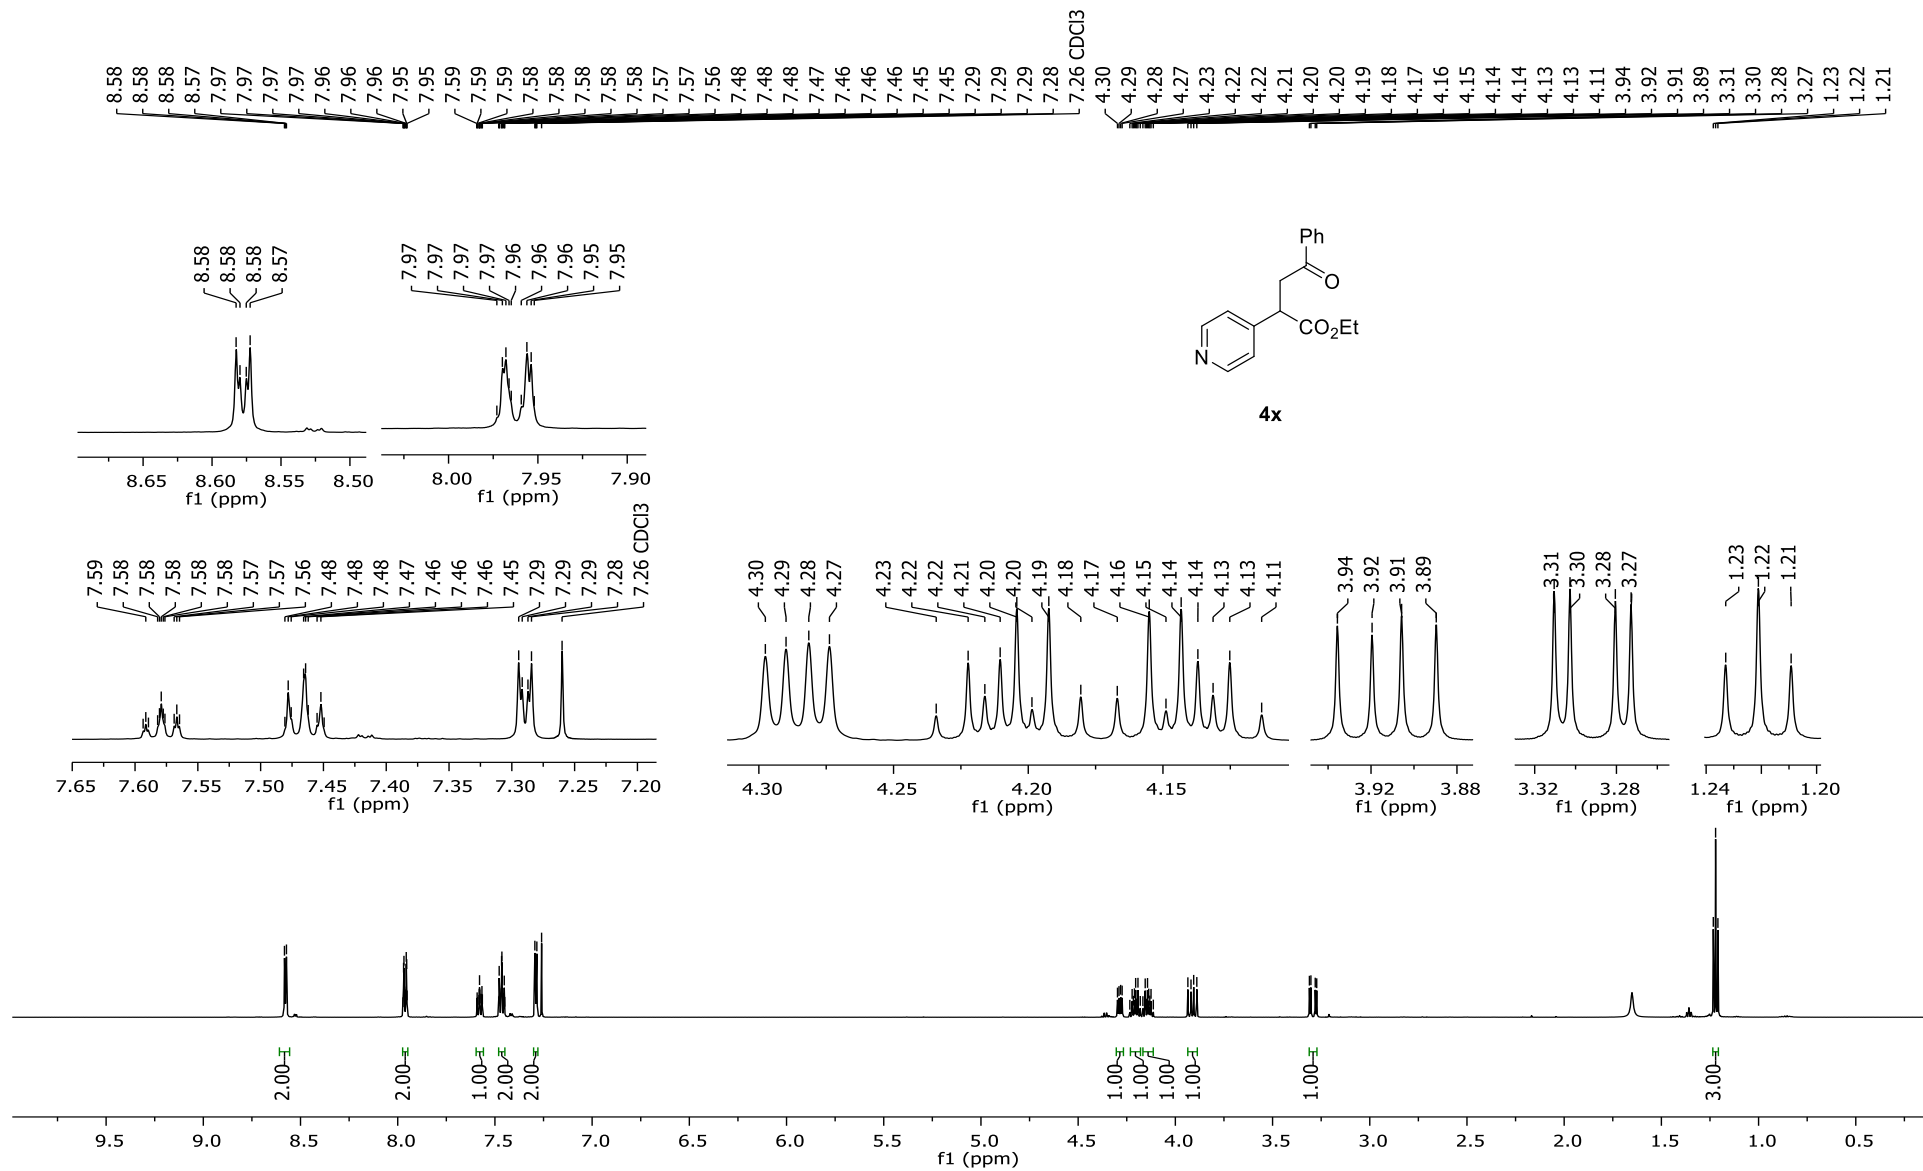 8.58 8.58 8.58 8.57 7.97 7.97 7.97 7.97 7.96 7.96 7.96 7.95 7.95 7.59 7.59 7.59 7.58 7.58 7.58 7.58 7.58 7.57 7.57 7.56 7.48 7.48 7.48 7.47 7.46 7.46 7.46 7.45 7.45 7.29 7.29 7.29 7.28 7.26 CDCl3 4.30 4.29 4.28 4.27 4.23 4.22 4.22 4.21 4.20 4.20 4.19 4.18 4.17 4.16 4.15 4.14 4.14 4.13 4.13 4.11 3.94 3.92 3.91 3.89 3.31 3.30 3.28 3.27 1.23 1.22 1.21
8.58 8.58 8.58 8.57
7.97 7.97 7.97 7.97 7.96 7.96 7.96 7.95 7.95
Ph
O
CO2Et
N
4x
8.65 8.60 8.55 8.50
f1 (ppm)
8.00 7.95 7.90
f1 (ppm)
7.59 7.58 7.58 7.58 7.58 7.58 7.57 7.57 7.56 7.48 7.48 7.48 7.47 7.46 7.46 7.46 7.45 7.29 7.29 7.29 7.28 7.26 CDCl3
4.30 4.29 4.28 4.27 4.23 4.22 4.22 4.21 4.20 4.20 4.19 4.18 4.17 4.16 4.15 4.14 4.14 4.13 4.13 4.11
3.94 3.92 3.91 3.89
3.31 3.30 3.28 3.27
1.23 1.22 1.21
7.65 7.60 7.55 7.50 7.45 7.40 7.35 7.30 7.25 7.20
f1 (ppm)
4.30 4.25 4.20 4.15
f1 (ppm)
3.92 3.88
f1 (ppm)
3.32 3.28
f1 (ppm)
1.24 1.20
f1 (ppm)
2.00 2.00 1.00 2.00 2.00 1.00 1.00 1.00 1.00 1.00 3.00
9.5 9.0 8.5 8.0 7.5 7.0 6.5 6.0 5.5 5.0 4.5 4.0 3.5 3.0 2.5 2.0 1.5 1.0 0.5
f1 (ppm)